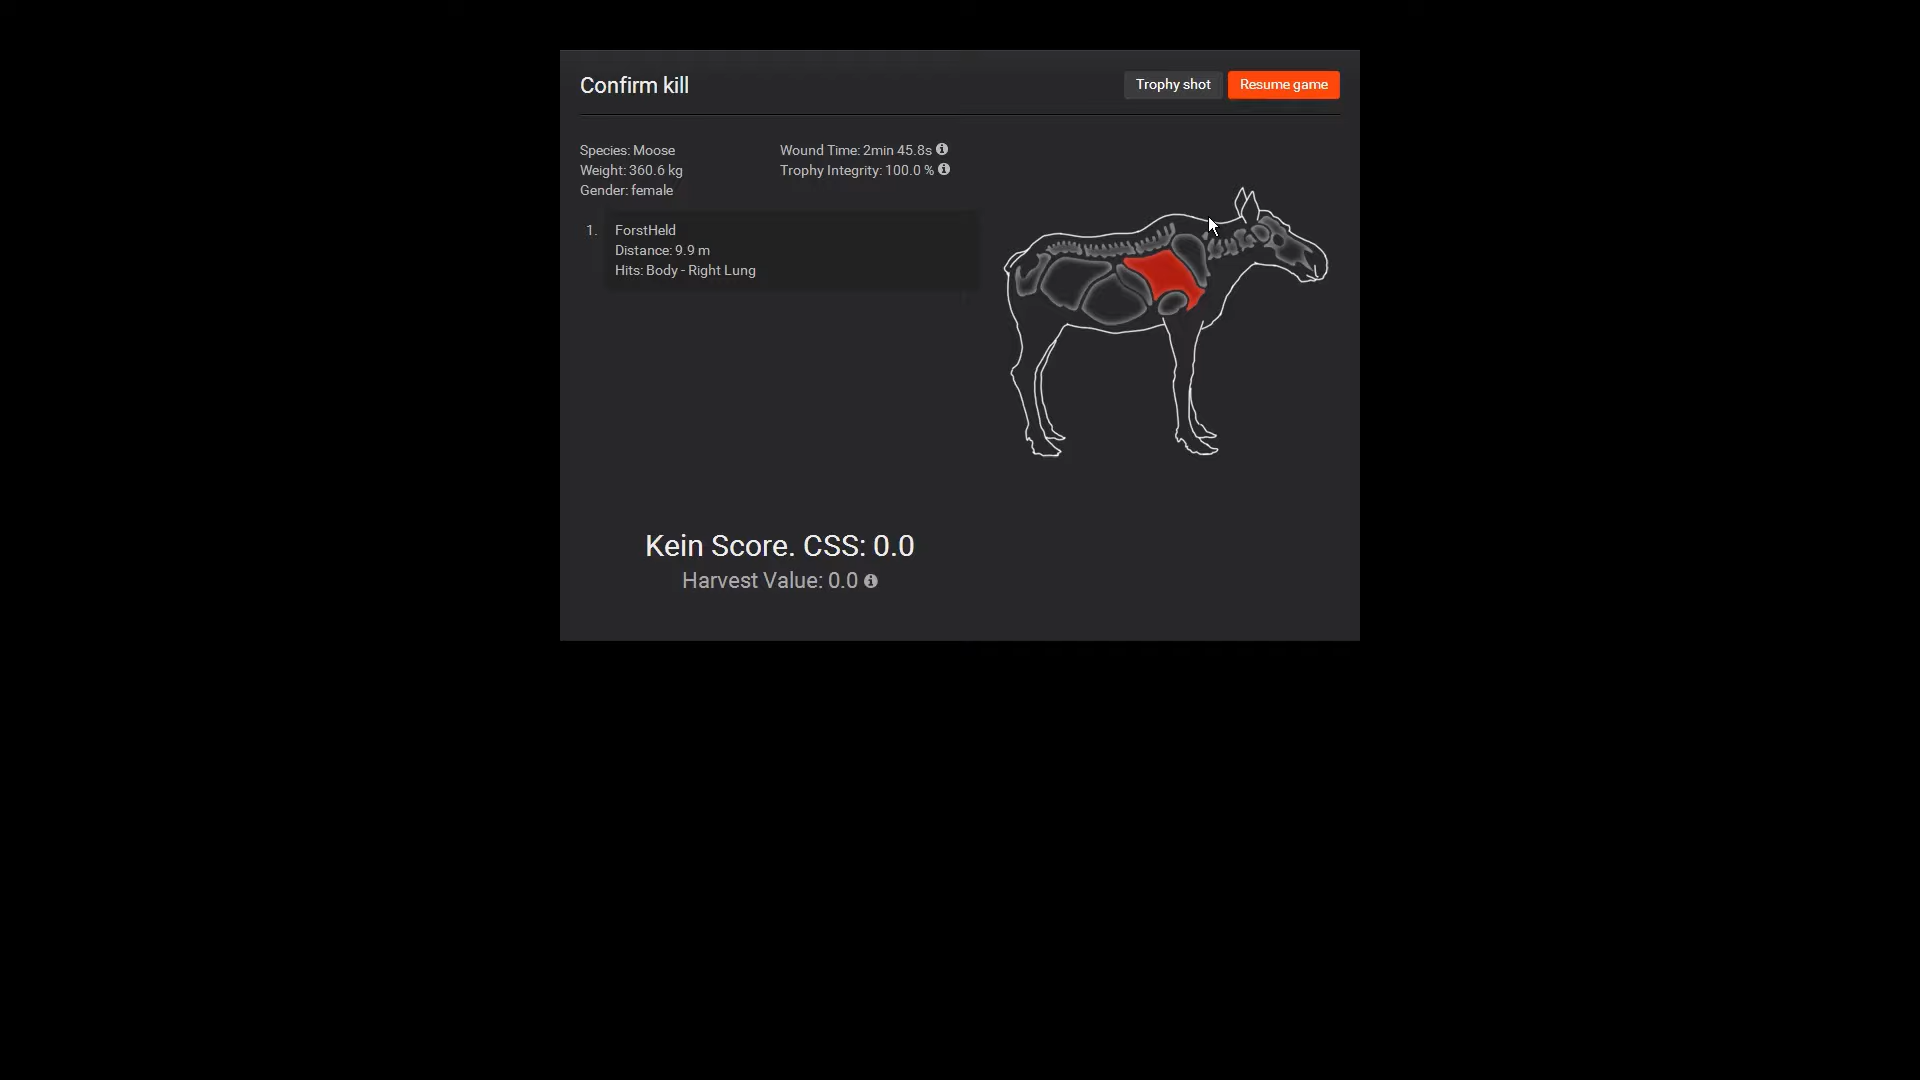 Confirm kill
Trophy shot
Resume game
Species: Moose
Weight: 360.6 kg
Gender: female
Wound Time: 2min 45.8s
Trophy Integrity: 100.0 %
1.
ForstHeld
Distance: 9.9 m
Hits: Body - Right Lung
Kein Score. CSS: 0.0
Harvest Value: 0.0